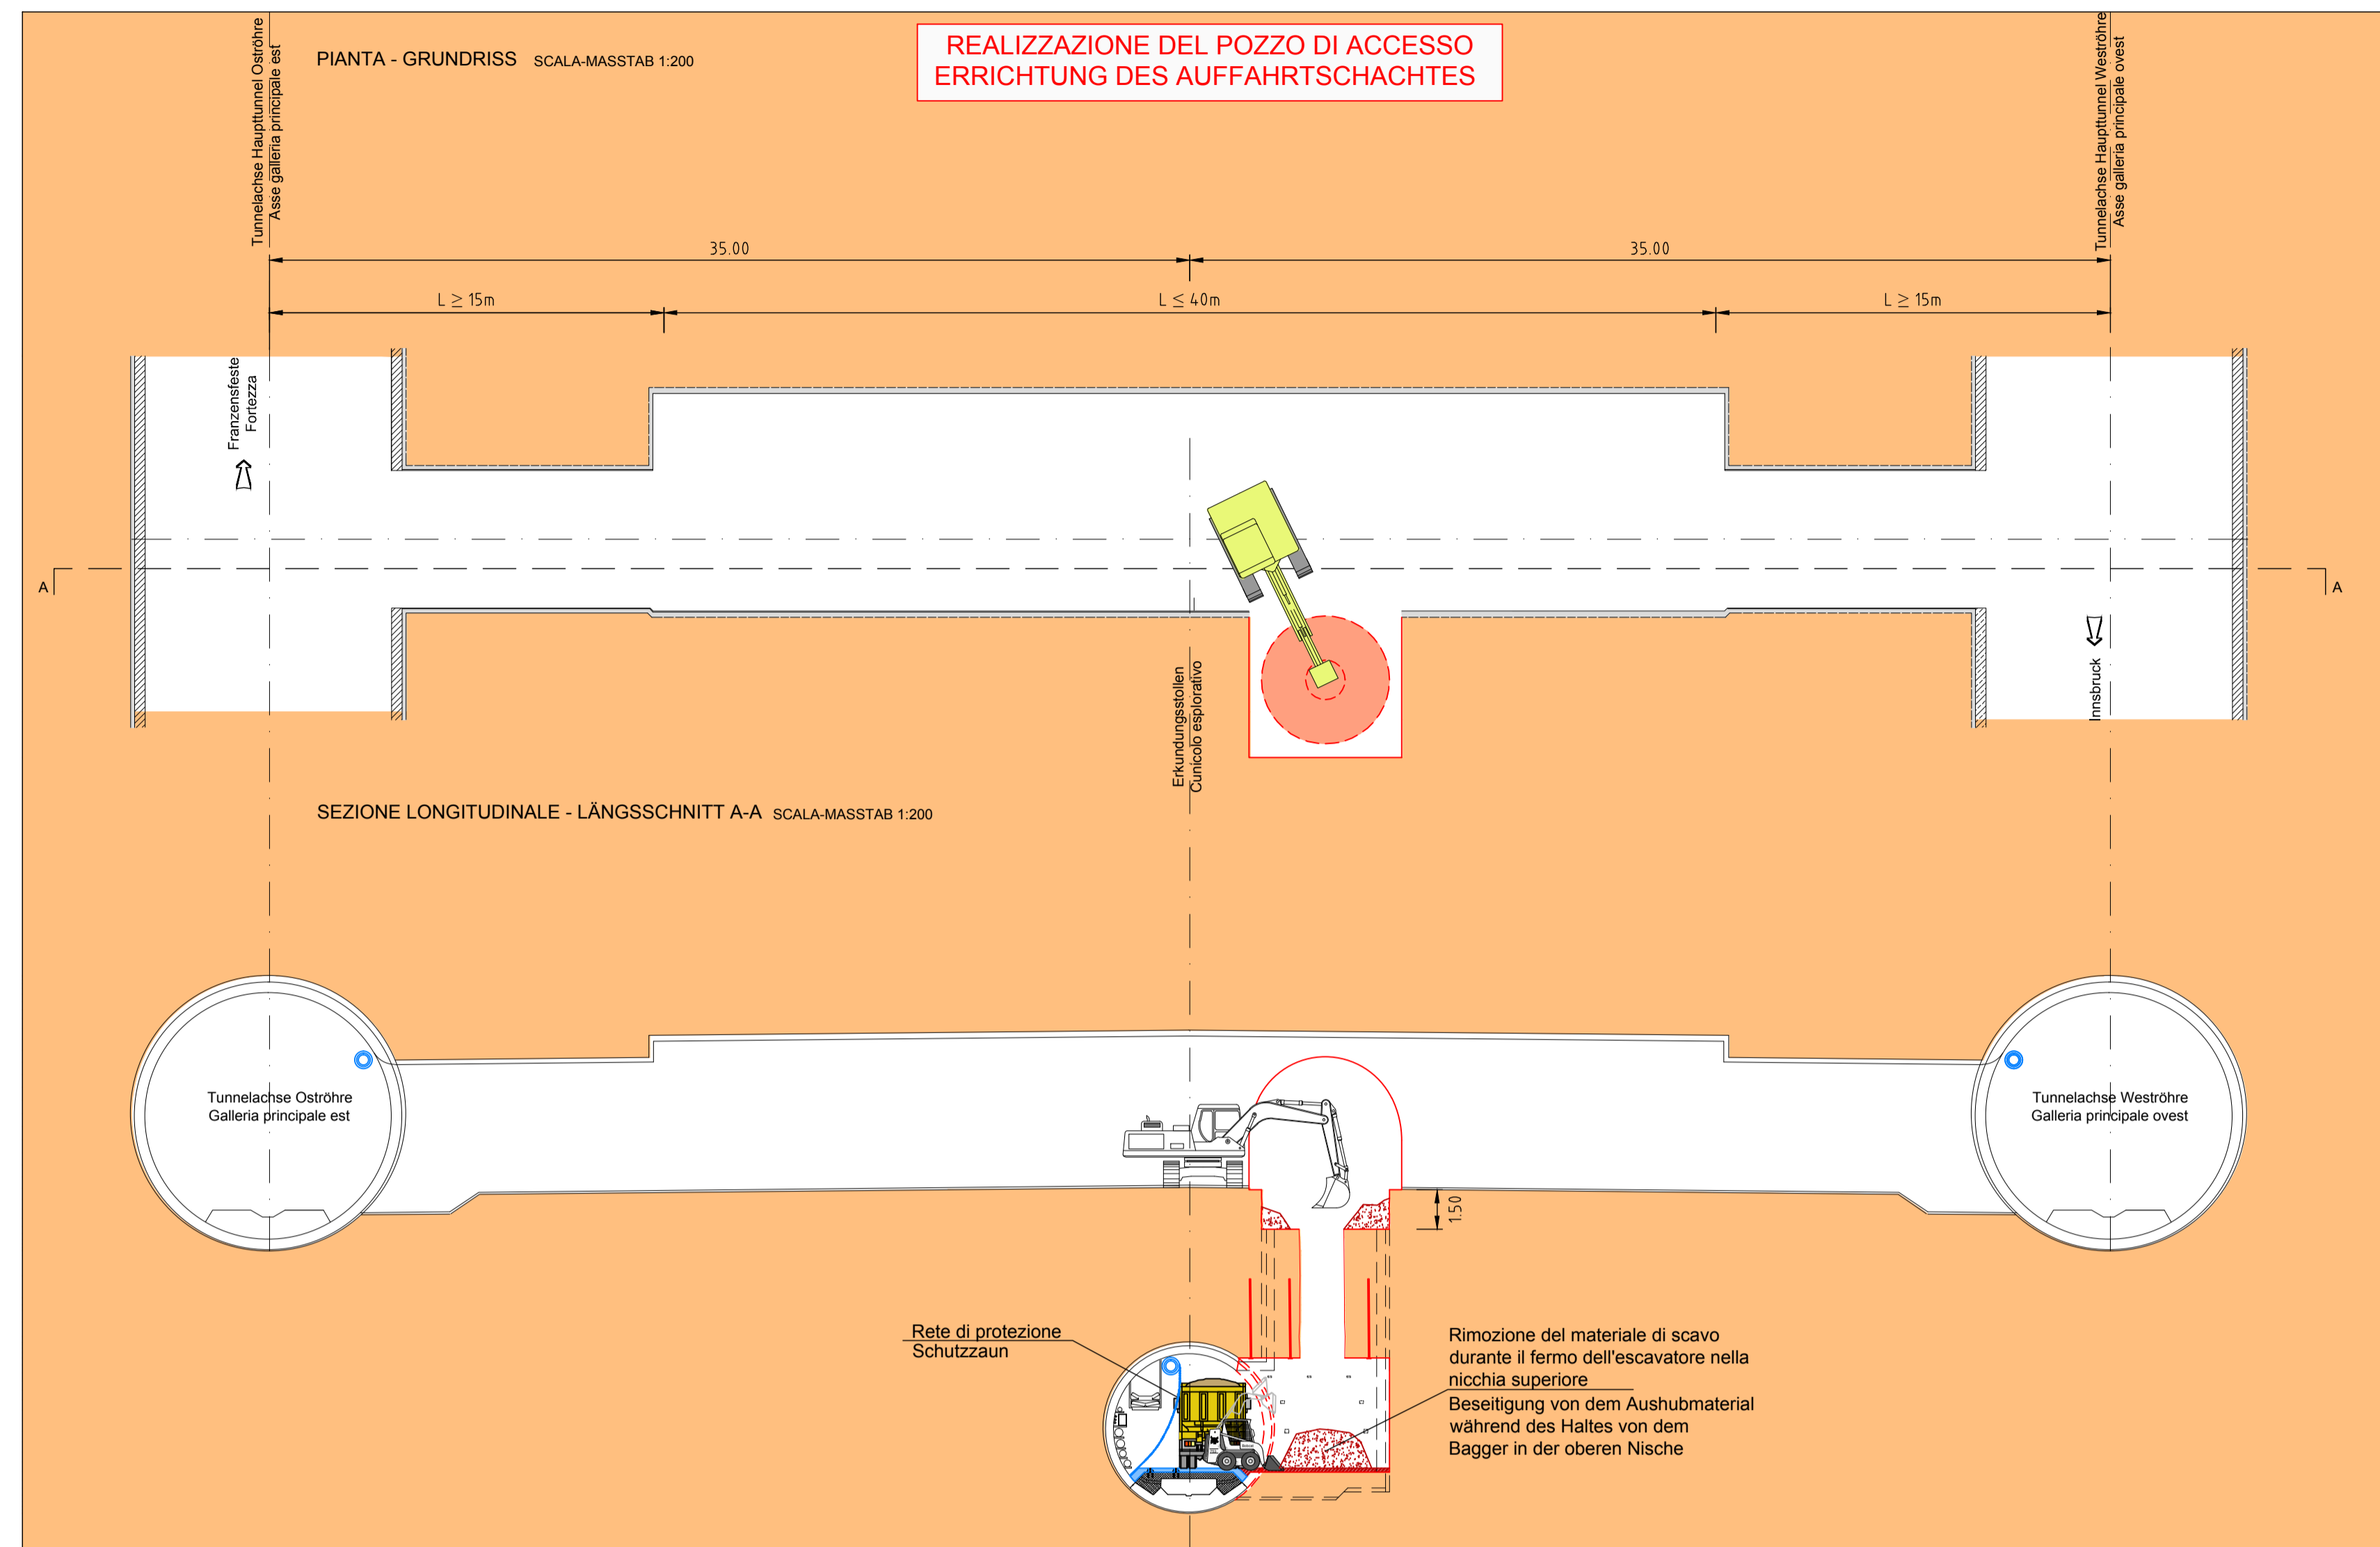 REALIZZAZIONE DEL POZZO DI ACCESSO
ERRICHTUNG DES AUFFAHRTSCHACHTES
PIANTA - GRUNDRISS SCALA-MASSTAB 1:200
Tunnelachse Haupttunnel Oströhre
Asse galleria principale est
Tunnelachse Haupttunnel Weströhre
Asse galleria principale ovest
35.00
35.00
L ≥ 15m
L ≤ 40m
L ≥ 15m
Franzensfeste
Fortezza
A
A
Innsbruck
Erkundungsstollen
Cunicolo esplorativo
SEZIONE LONGITUDINALE - LÄNGSSCHNITT A-A SCALA-MASSTAB 1:200
Tunnelachse Oströhre
Galleria principale est
Tunnelachse Weströhre
Galleria principale ovest
1.50
Rete di protezione
Schutzzaun
Rimozione del materiale di scavo
durante il fermo dell'escavatore nella
nicchia superiore
Beseitigung von dem Aushubmaterial
während des Haltes von dem
Bagger in der oberen Nische